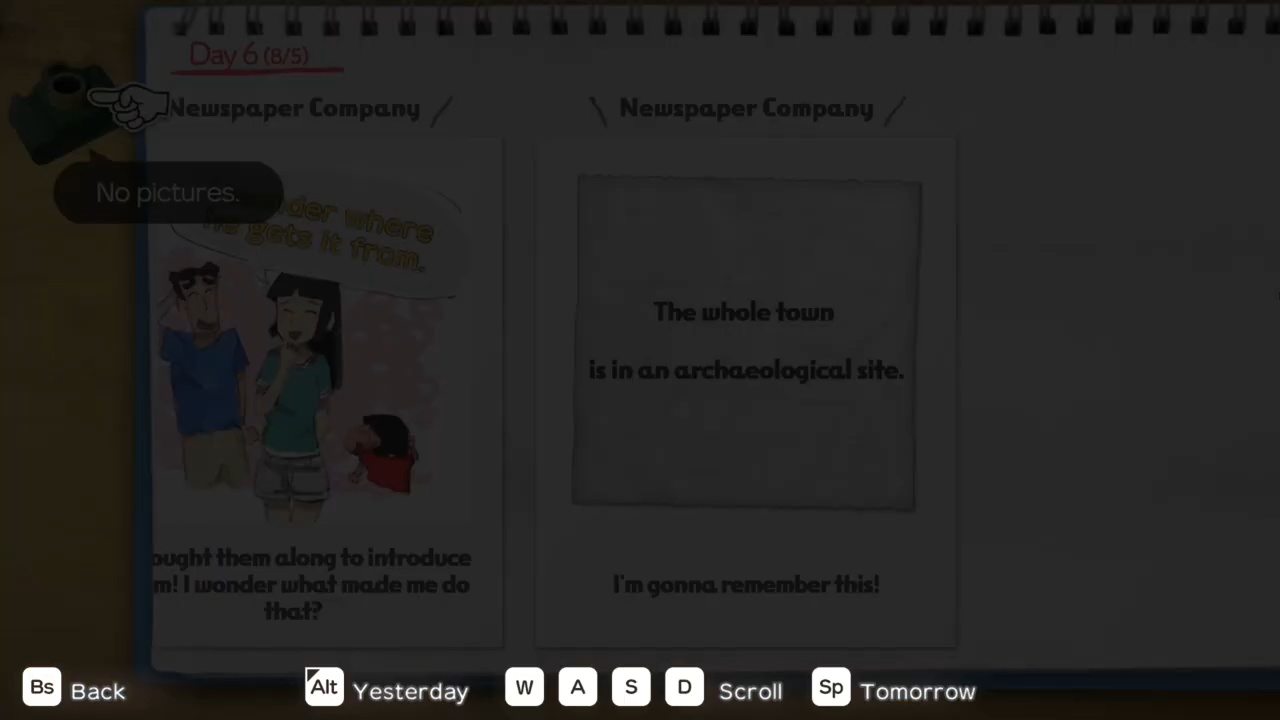 Day 6 (8/5)
Newspaper Company
Newspaper Company
No pictures.
nder where
he gets it from.
The whole town
is in an archaeological site.
ought them along to introduce
m! I wonder what made me do
that?
I'm gonna remember this!
Bs Back
Alt Yesterday
W A S D Scroll
Sp Tomorrow